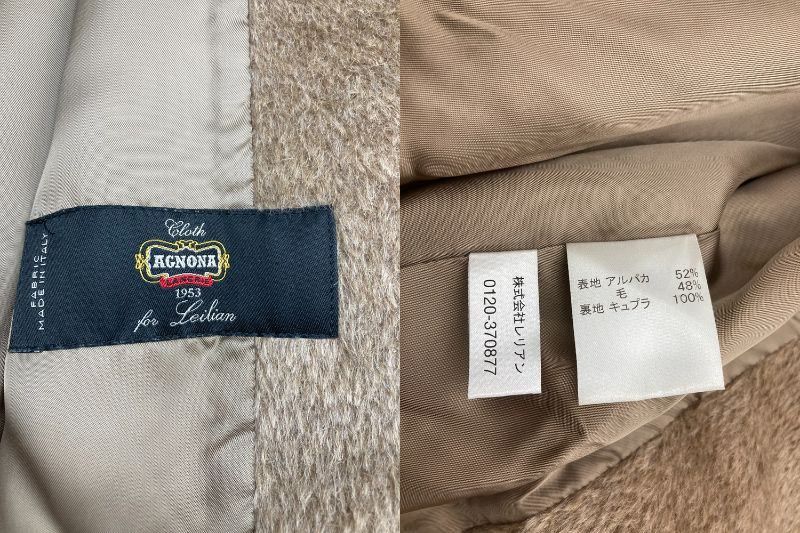 FABRIC
MADE IN ITALY
Cloth
AGNONA
LAINERIE
1953
for Leilian
株式会社レリアン
0120-370877
表地 アルパカ 52%
毛 48%
裏地 キュプラ 100%